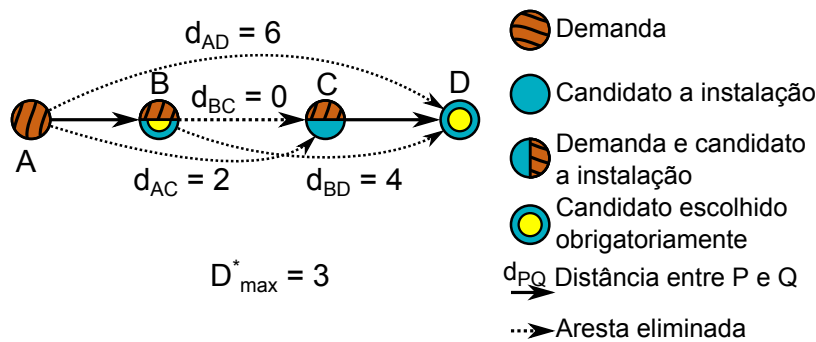 d_AD = 6
B
C
D
d_BC = 0
A
d_AC = 2
d_BD = 4
D*_max = 3
Demanda
Candidato a instalação
Demanda e candidato
a instalação
Candidato escolhido
obrigatoriamente
d_PQ Distância entre P e Q
Aresta eliminada